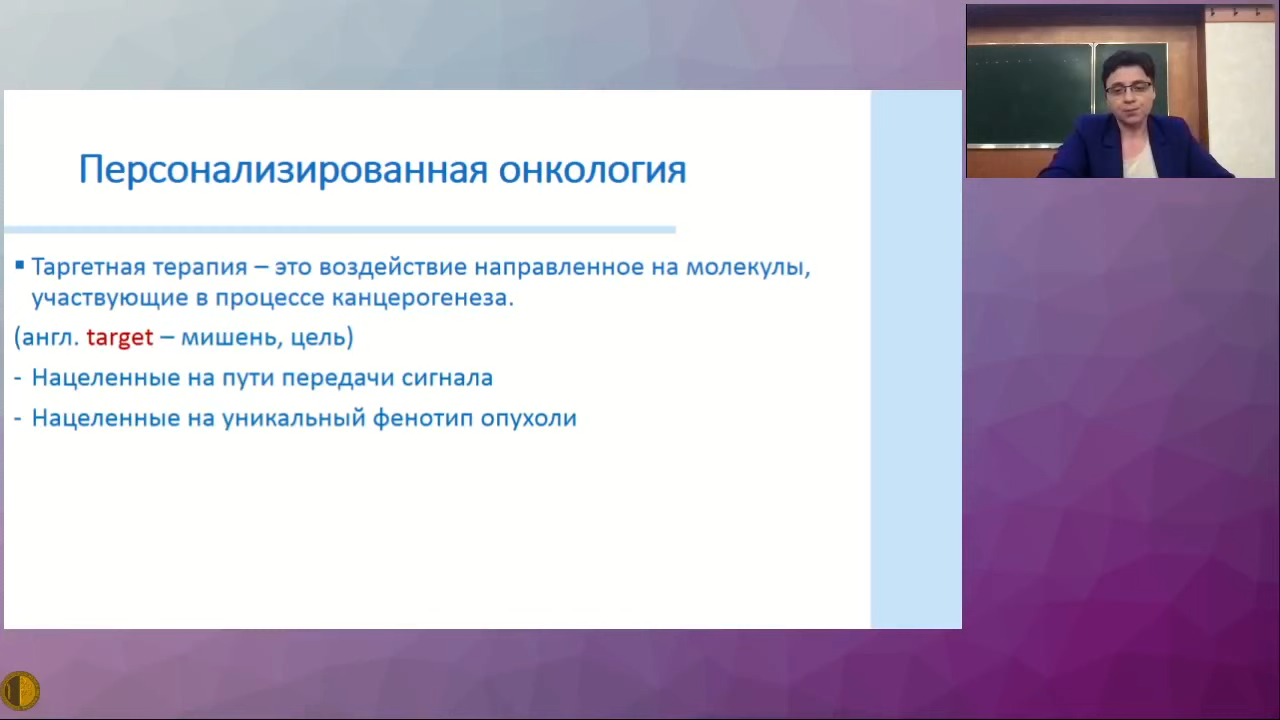 Персонализированная онкология
▪ Таргетная терапия – это воздействие направленное на молекулы,
участвующие в процессе канцерогенеза.
(англ. target – мишень, цель)
- Нацеленные на пути передачи сигнала
- Нацеленные на уникальный фенотип опухоли